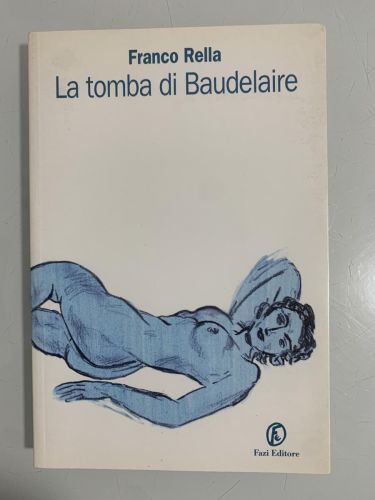 Franco Rella
La tomba di Baudelaire
Fazi Editore